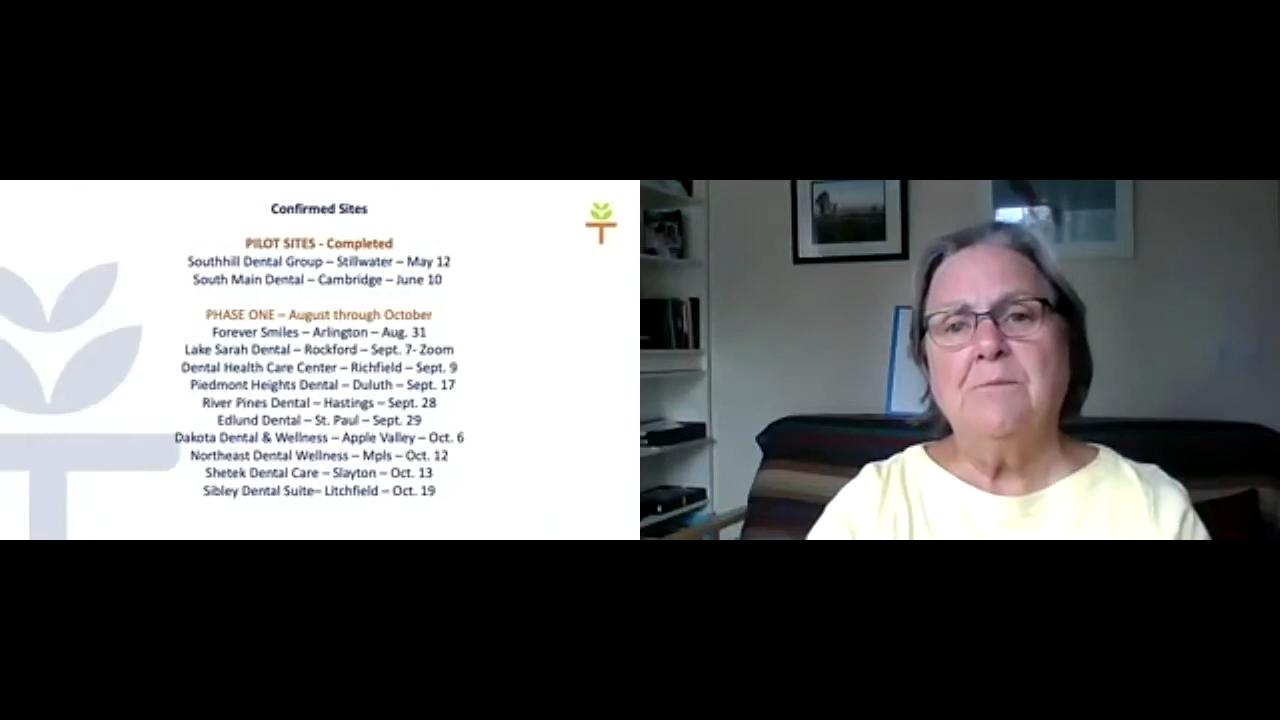 Confirmed Sites
PILOT SITES - Completed
Southhill Dental Group – Stillwater – May 12
South Main Dental – Cambridge – June 10
PHASE ONE – August through October
Forever Smiles – Arlington – Aug. 31
Lake Sarah Dental – Rockford – Sept. 7- Zoom
Dental Health Care Center – Richfield – Sept. 9
Piedmont Heights Dental – Duluth – Sept. 17
River Pines Dental – Hastings – Sept. 28
Edlund Dental – St. Paul – Sept. 29
Dakota Dental & Wellness – Apple Valley – Oct. 6
Northeast Dental Wellness – Mpls – Oct. 12
Shetek Dental Care – Slayton – Oct. 13
Sibley Dental Suite– Litchfield – Oct. 19